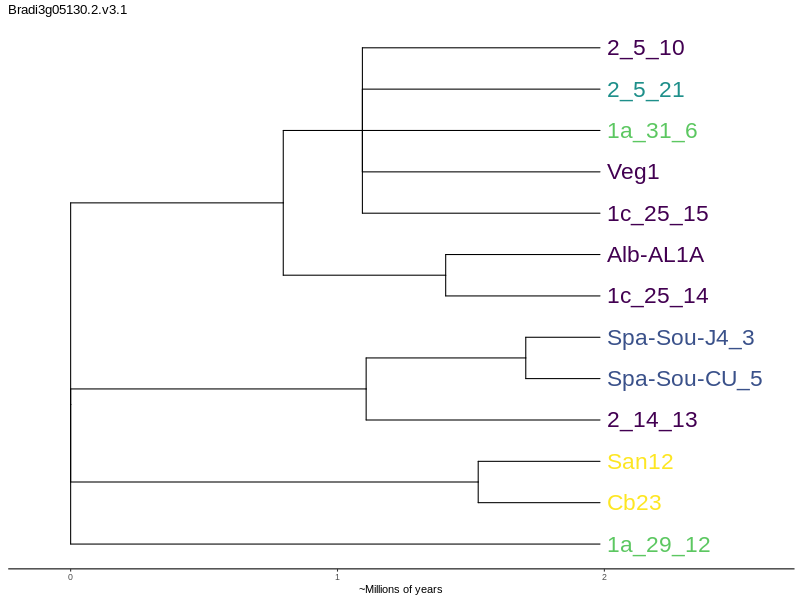 Bradi3g05130.2.v3.1
2_5_10
2_5_21
1a_31_6
Veg1
1c_25_15
Alb-AL1A
1c_25_14
Spa-Sou-J4_3
Spa-Sou-CU_5
2_14_13
San12
Cb23
1a_29_12
0 1 2
~Millions of years